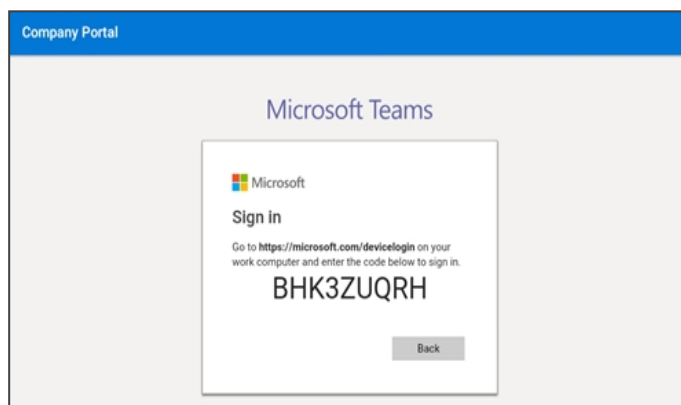 Company Portal
Microsoft Teams
Microsoft
Sign in
Go to https://microsoft.com/devicelogin on your
work computer and enter the code below to sign in.
BHK3ZUQRH
Back